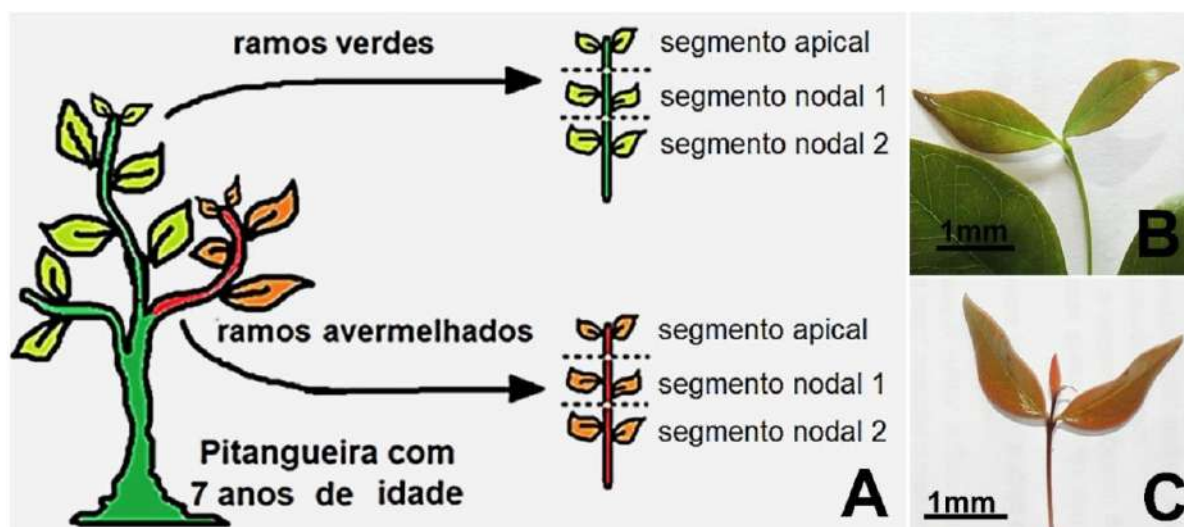 ramos verdes
segmento apical
segmento nodal 1
segmento nodal 2
ramos avermelhados
segmento apical
segmento nodal 1
segmento nodal 2
Pitangueira com
7 anos de idade
A
1mm
B
1mm
C